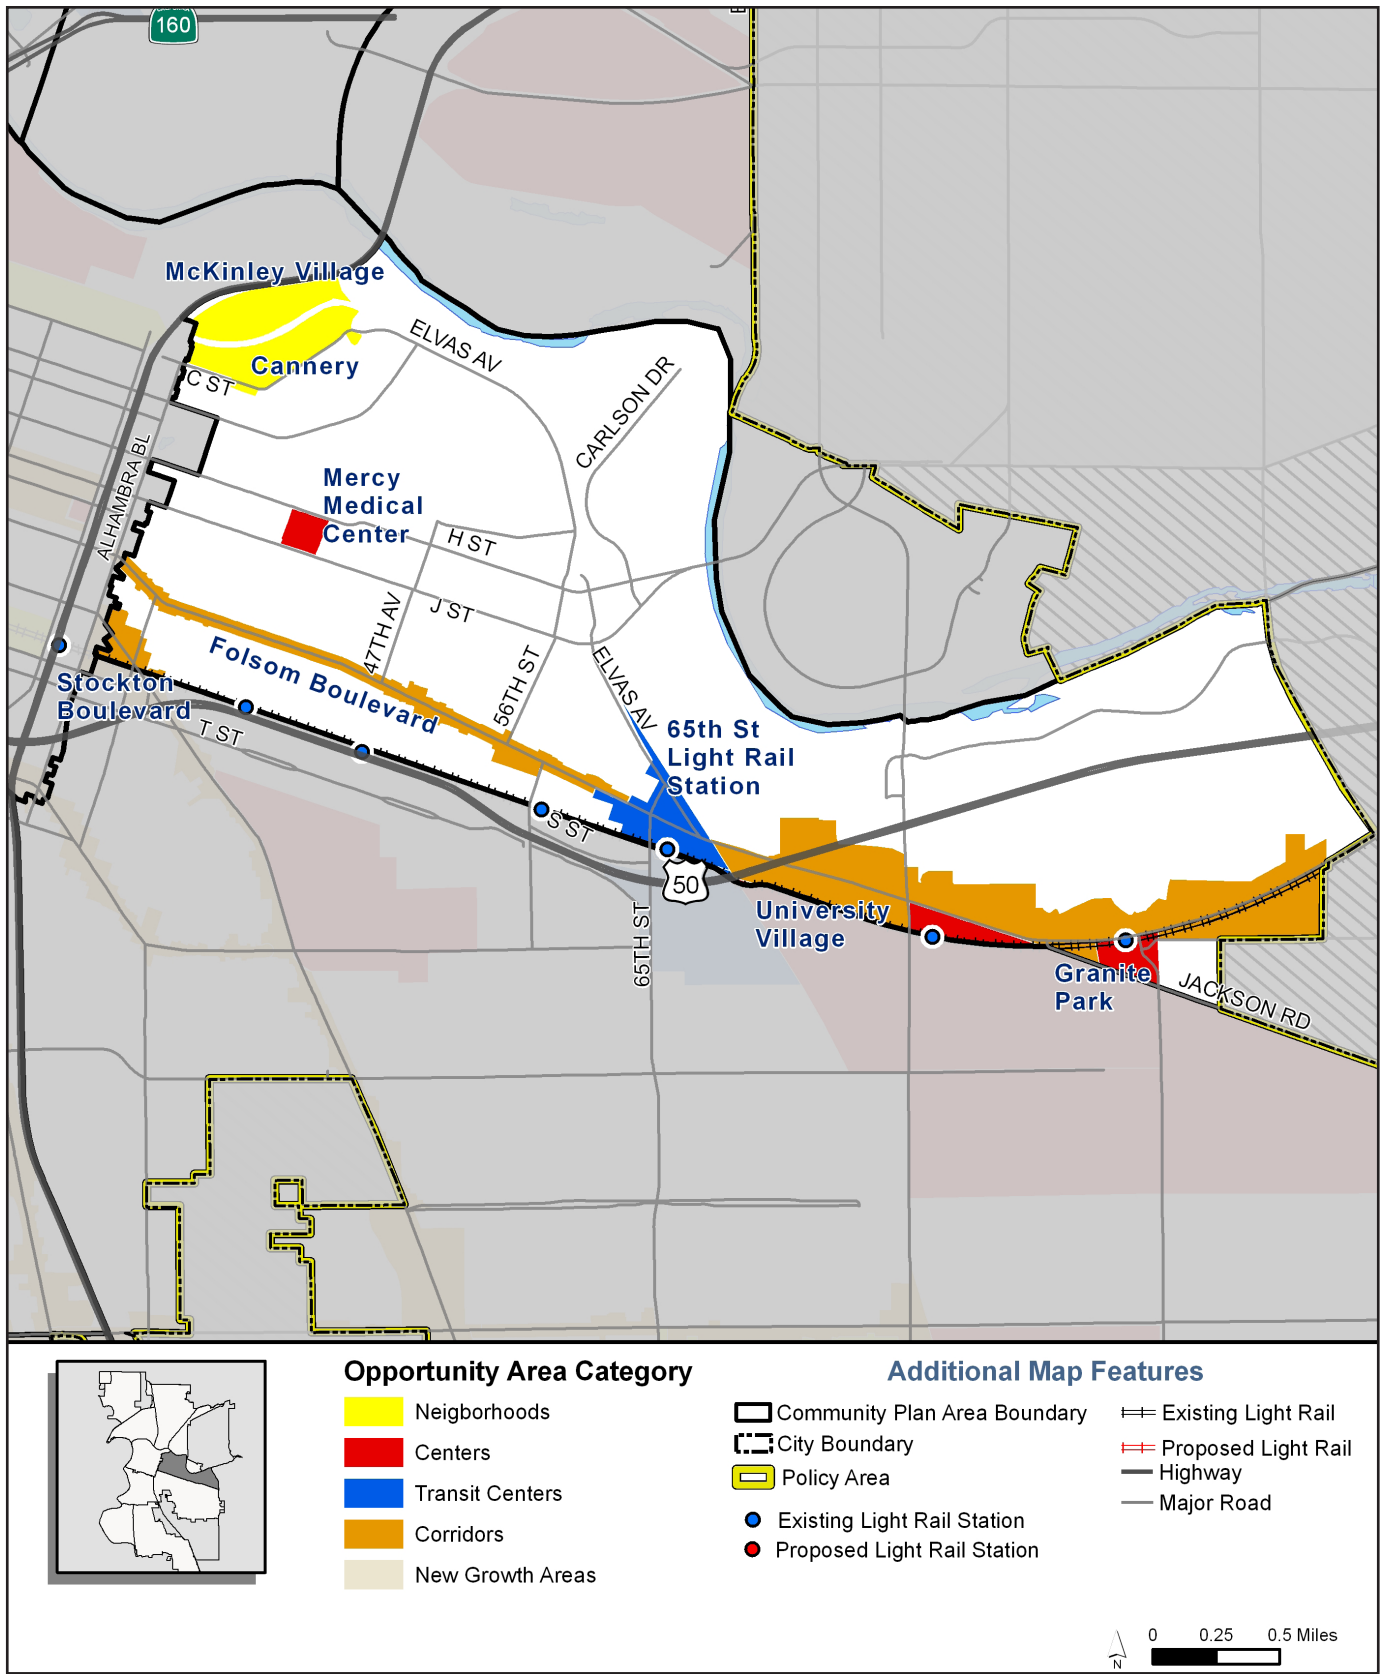 160
McKinley Village
ELVAS AV
Cannery
C ST
CARLSON DR
ALHAMBRA BL
Mercy
Medical
Center
H ST
J ST
47TH AV
Folsom Boulevard
56TH ST
ELVAS AV
Stockton
Boulevard
T ST
65th St
Light Rail
Station
S ST
50
65TH ST
University
Village
Granite
Park
JACKSON RD
Opportunity Area Category
Neigborhoods
Centers
Transit Centers
Corridors
New Growth Areas
Additional Map Features
Community Plan Area Boundary
City Boundary
Policy Area
Existing Light Rail Station
Proposed Light Rail Station
Existing Light Rail
Proposed Light Rail
Highway
Major Road
N
0 0.25 0.5 Miles